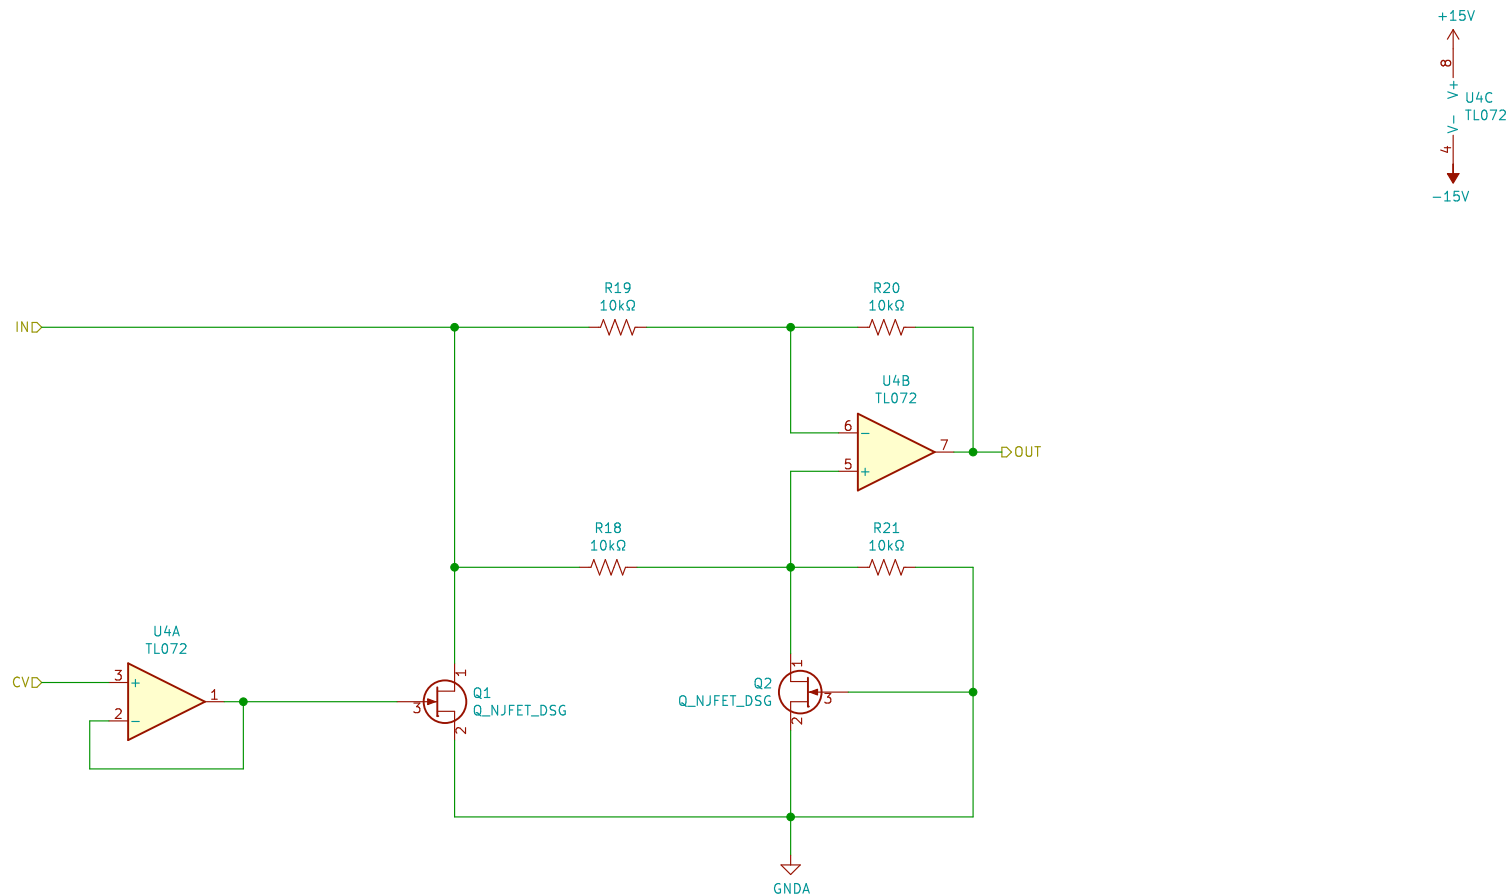 +15V
8
V+
U4C
TL072
V-
4
-15V
R19
10kΩ
R20
10kΩ
IN
U4B
TL072
6
-
7
OUT
5
+
R18
10kΩ
R21
10kΩ
U4A
TL072
CV
3
+
1
2
-
1
Q1
3
Q_NJFET_DSG
2
1
Q2
3
Q_NJFET_DSG
2
GNDA